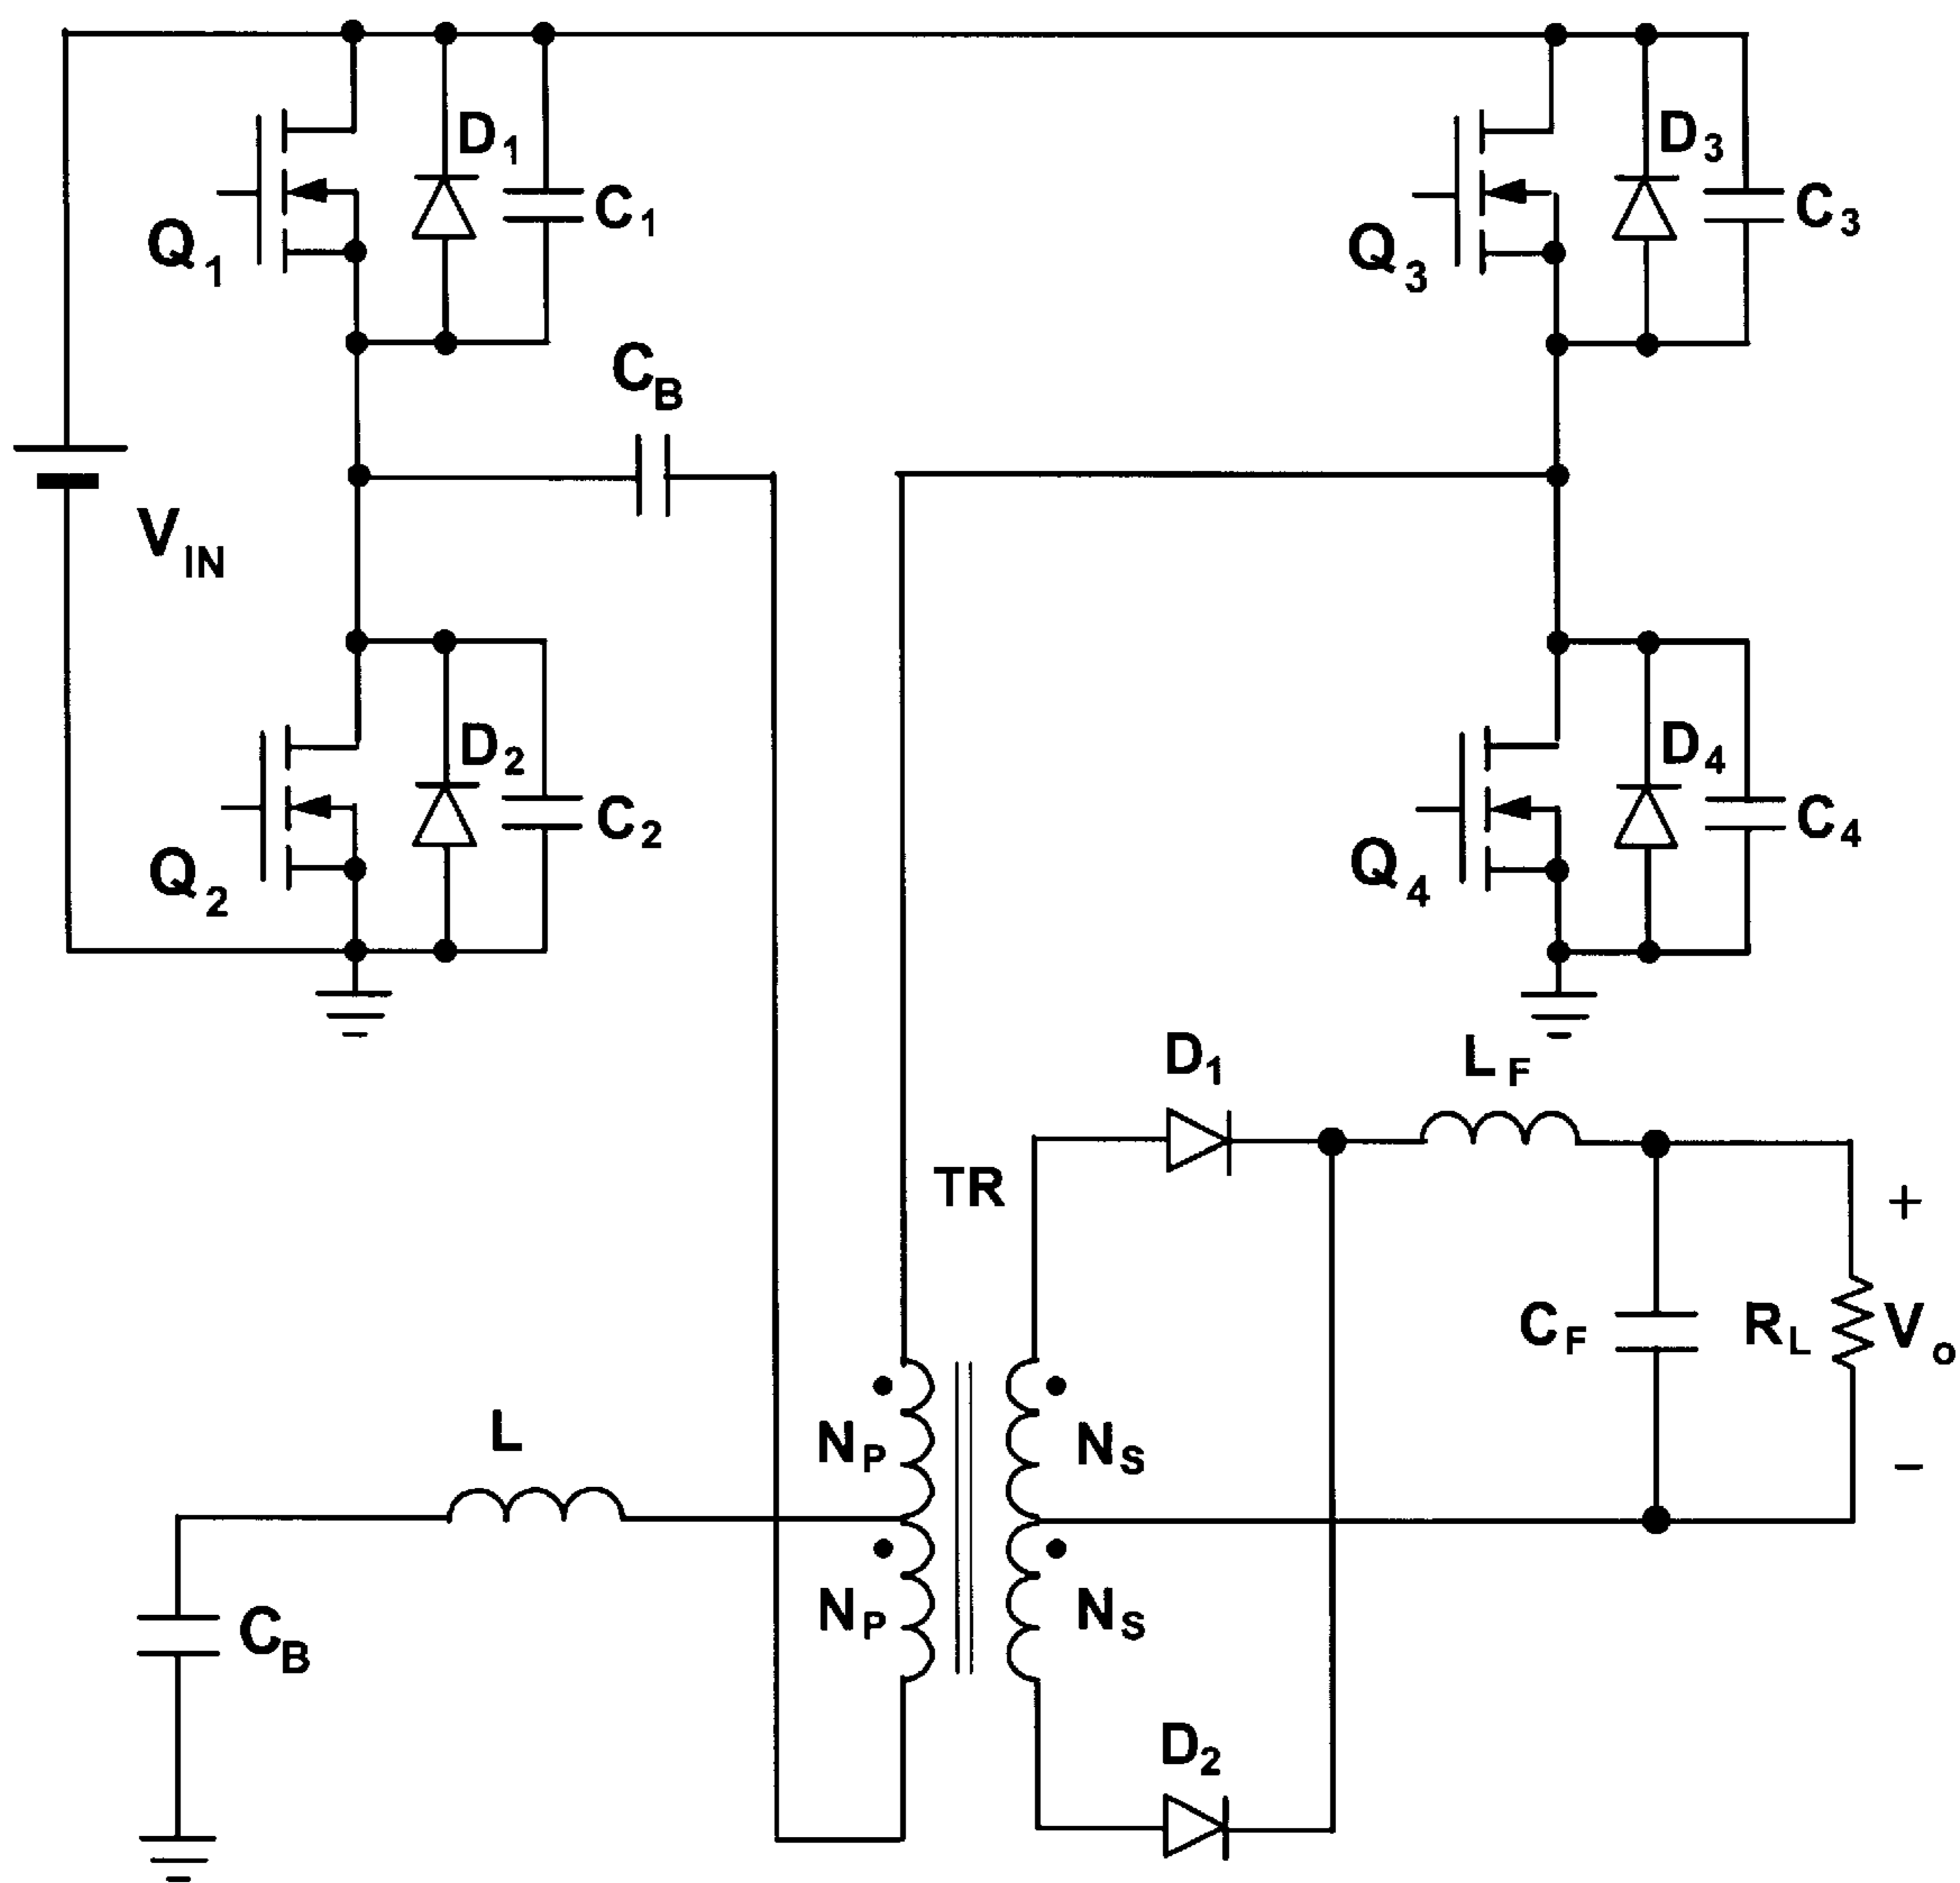 D1
C1
Q1
D3
C3
Q3
CB
VIN
D2
C2
Q2
D4
C4
Q4
D1
LF
TR
+
CF
RL
Vo
L
NP
NS
−
CB
NP
NS
D2